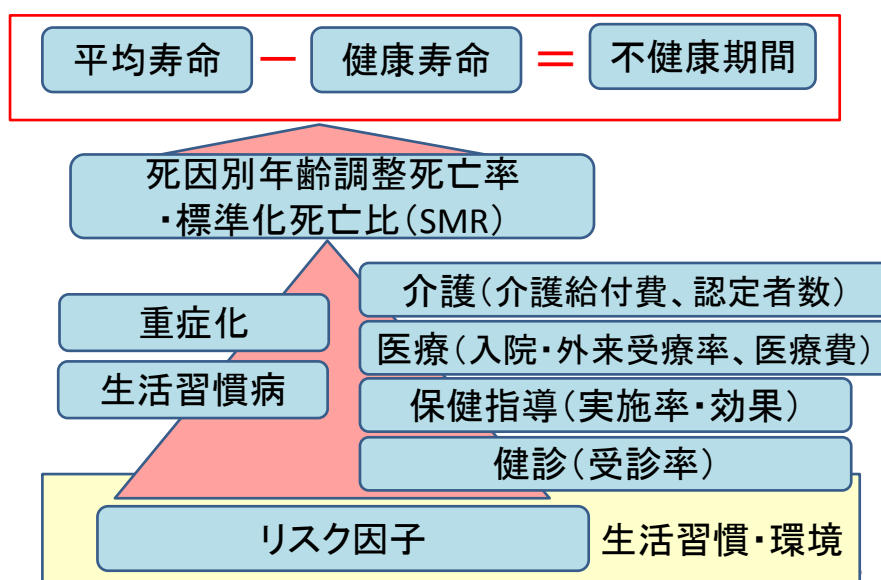 平均寿命 － 健康寿命 ＝ 不健康期間
死因別年齢調整死亡率
・標準化死亡比（SMR）
介護（介護給付費、認定者数）
重症化
医療（入院・外来受療率、医療費）
生活習慣病
保健指導（実施率・効果）
健診（受診率）
リスク因子
生活習慣・環境